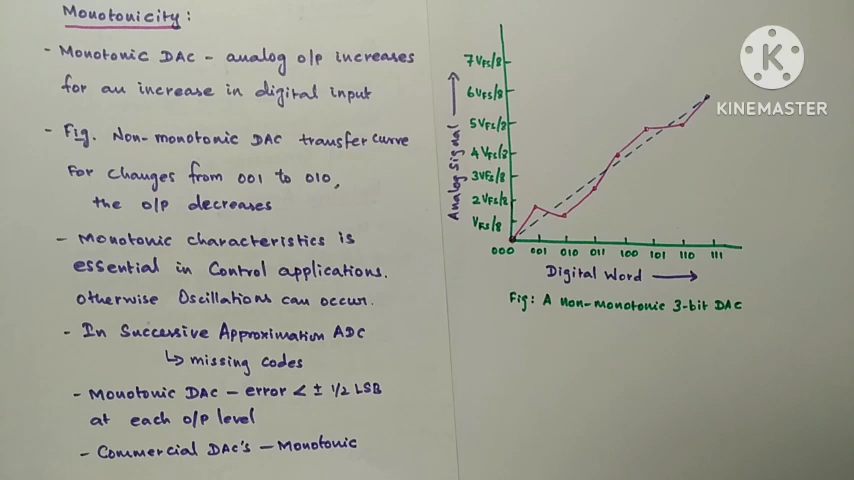 Monotonicity :
- Monotonic DAC - analog o/p increases
for an increase in digital input
- Fig. Non-monotonic DAC transfer curve
For changes from 001 to 010,
the o/p decreases
- Monotonic characteristics is
essential in Control applications.
otherwise Oscillations can occur.
- In Successive Approximation ADC
↳ missing codes
- Monotonic DAC - error < ± 1/2 LSB
at each o/p level
- Commercial DAC's - Monotonic
7VFS/8
6VFS/8
5VFS/8
4VFS/8
3VFS/8
2VFS/8
VFS/8
Analog Signal →
000 001 010 011 100 101 110 111
Digital Word →
Fig: A non-monotonic 3-bit DAC
K
KINEMASTER